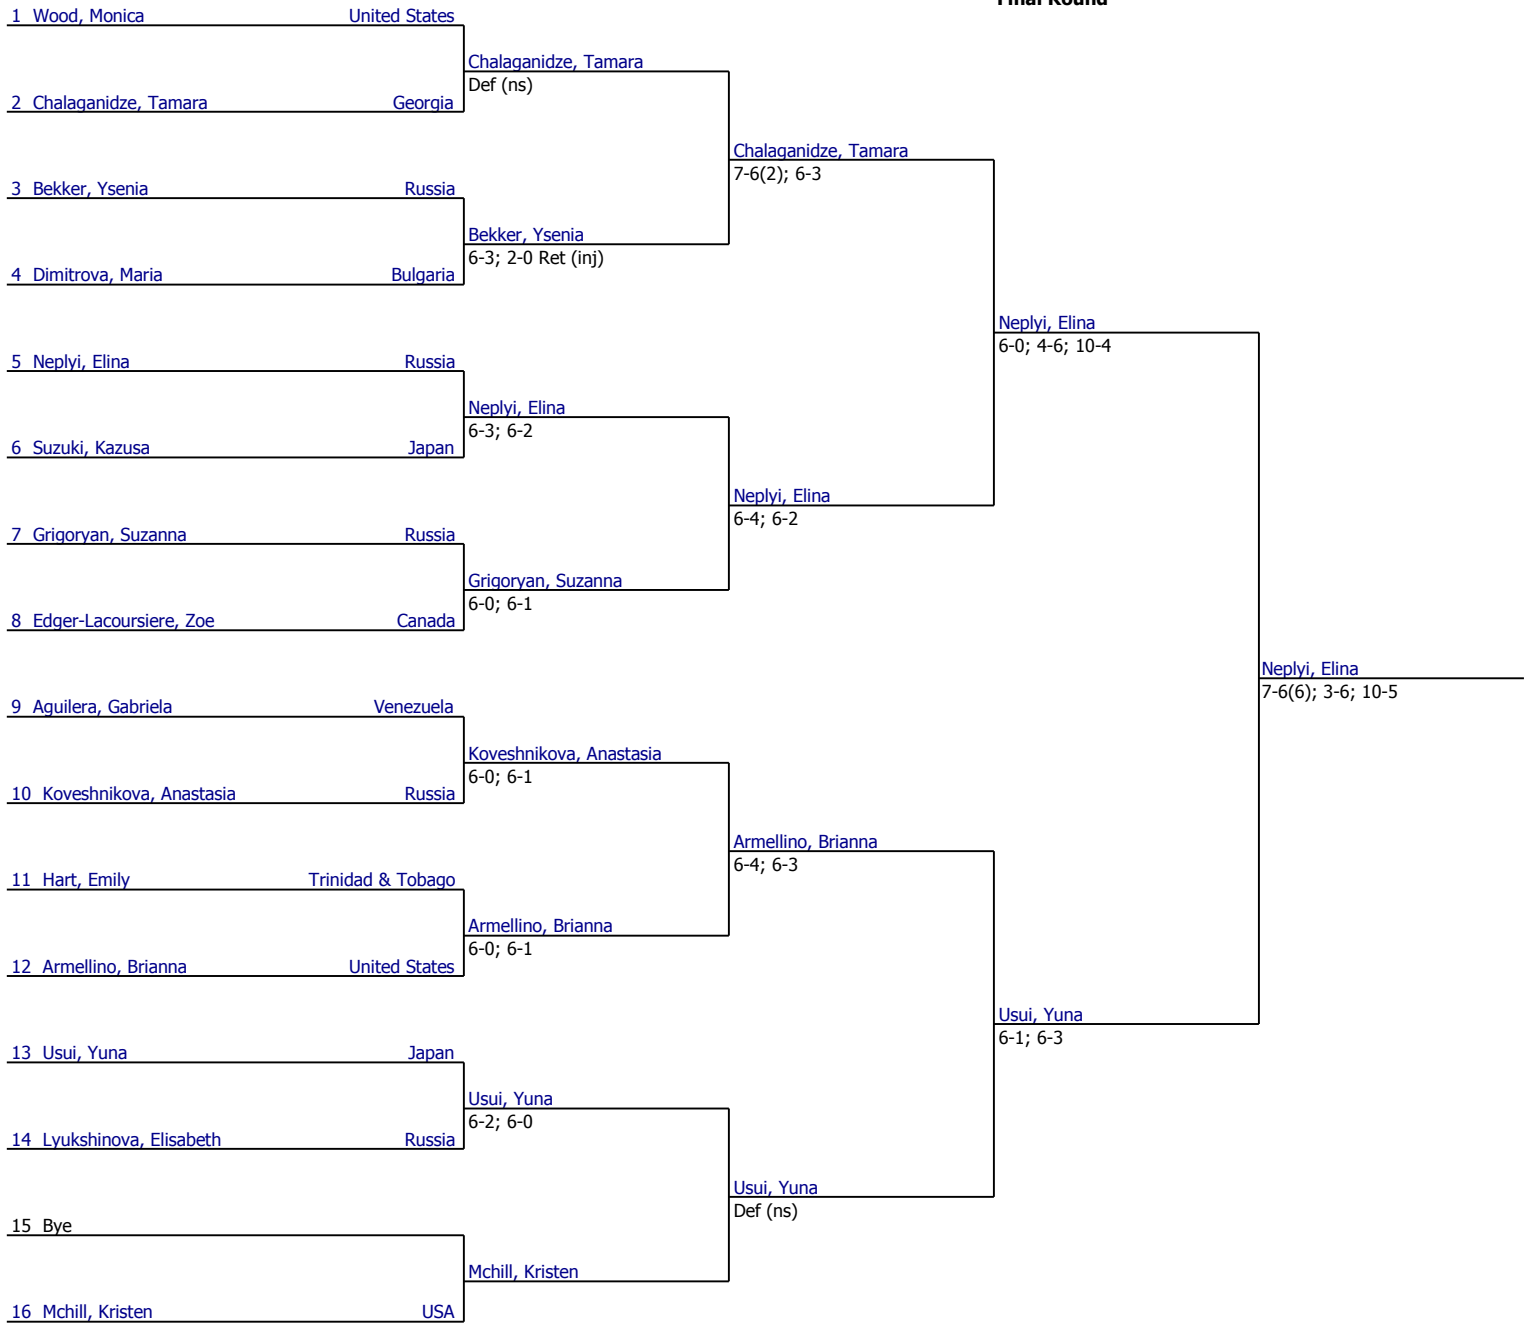 Final Round
1 Wood, Monica United States
Chalaganidze, Tamara
Def (ns)
2 Chalaganidze, Tamara Georgia
Chalaganidze, Tamara
7-6(2); 6-3
3 Bekker, Ysenia Russia
Bekker, Ysenia
6-3; 2-0 Ret (inj)
4 Dimitrova, Maria Bulgaria
Neplyi, Elina
6-0; 4-6; 10-4
5 Neplyi, Elina Russia
Neplyi, Elina
6-3; 6-2
6 Suzuki, Kazusa Japan
Neplyi, Elina
6-4; 6-2
7 Grigoryan, Suzanna Russia
Grigoryan, Suzanna
6-0; 6-1
8 Edger-Lacoursiere, Zoe Canada
Neplyi, Elina
7-6(6); 3-6; 10-5
9 Aguilera, Gabriela Venezuela
Koveshnikova, Anastasia
6-0; 6-1
10 Koveshnikova, Anastasia Russia
Armellino, Brianna
6-4; 6-3
11 Hart, Emily Trinidad & Tobago
Armellino, Brianna
6-0; 6-1
12 Armellino, Brianna United States
Usui, Yuna
6-1; 6-3
13 Usui, Yuna Japan
Usui, Yuna
6-2; 6-0
14 Lyukshinova, Elisabeth Russia
Usui, Yuna
Def (ns)
15 Bye
Mchill, Kristen
16 Mchill, Kristen USA